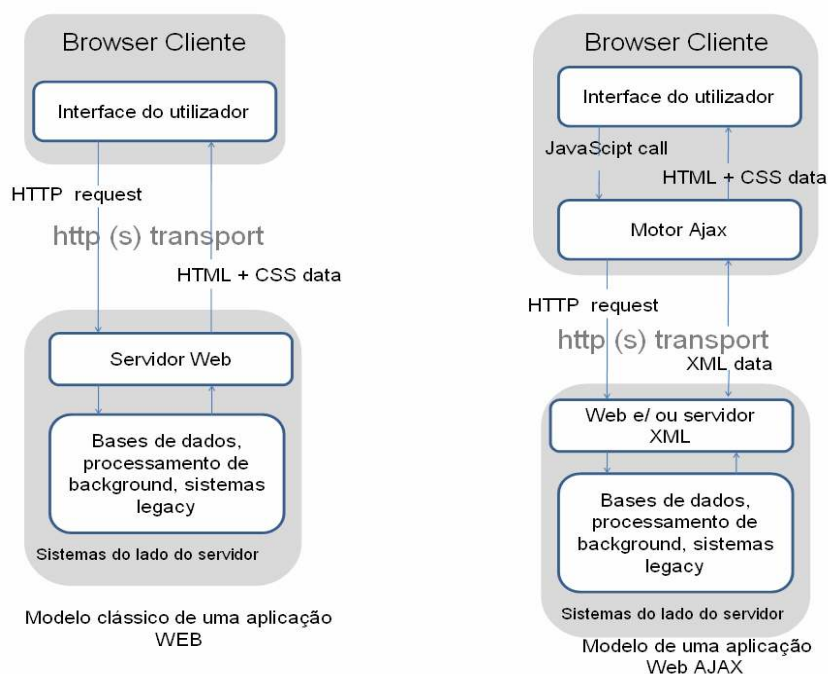 Browser Cliente
Interface do utilizador
HTTP request
http (s) transport
HTML + CSS data
Servidor Web
Bases de dados,
processamento de
background, sistemas
legacy
Sistemas do lado do servidor
Modelo clássico de uma aplicação
WEB
Browser Cliente
Interface do utilizador
JavaScipt call
HTML + CSS data
Motor Ajax
HTTP request
http (s) transport
XML data
Web e/ ou servidor
XML
Bases de dados,
processamento de
background, sistemas
legacy
Sistemas do lado do servidor
Modelo de uma aplicação
Web AJAX